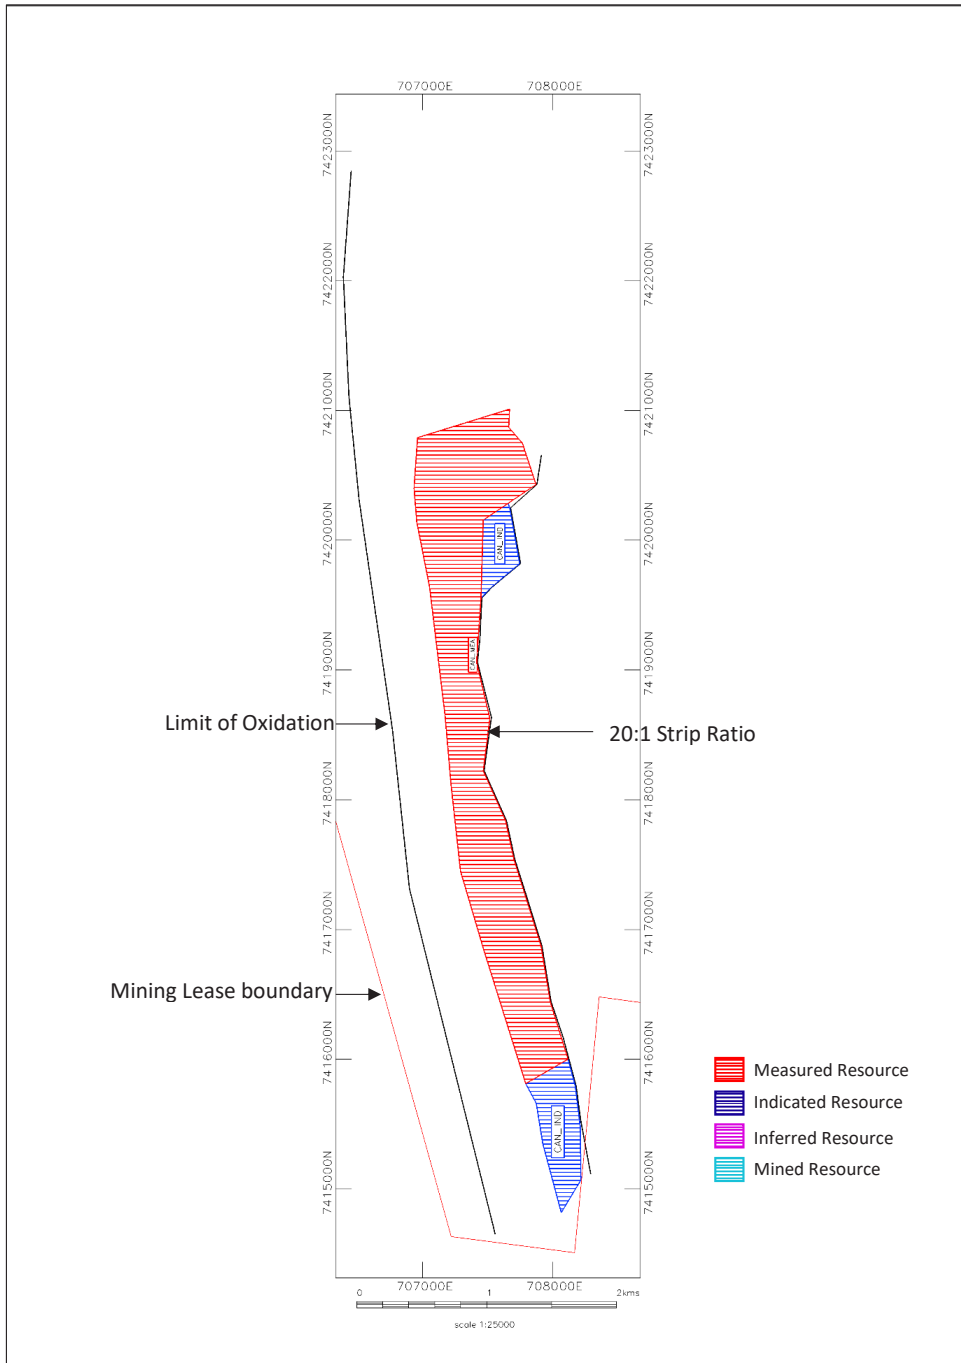 707000E 708000E
7423000N 7423000N
7422000N 7422000N
7421000N 7421000N
7420000N CAN_IND 7420000N
7419000N CAN_MEA 7419000N
Limit of Oxidation 20:1 Strip Ratio
7418000N 7418000N
7417000N 7417000N
Mining Lease boundary
7416000N 7416000N
Measured Resource
Indicated Resource
CAN_IND
Inferred Resource
Mined Resource
7415000N 7415000N
707000E 708000E
0 1 2kms
scale 1:25000